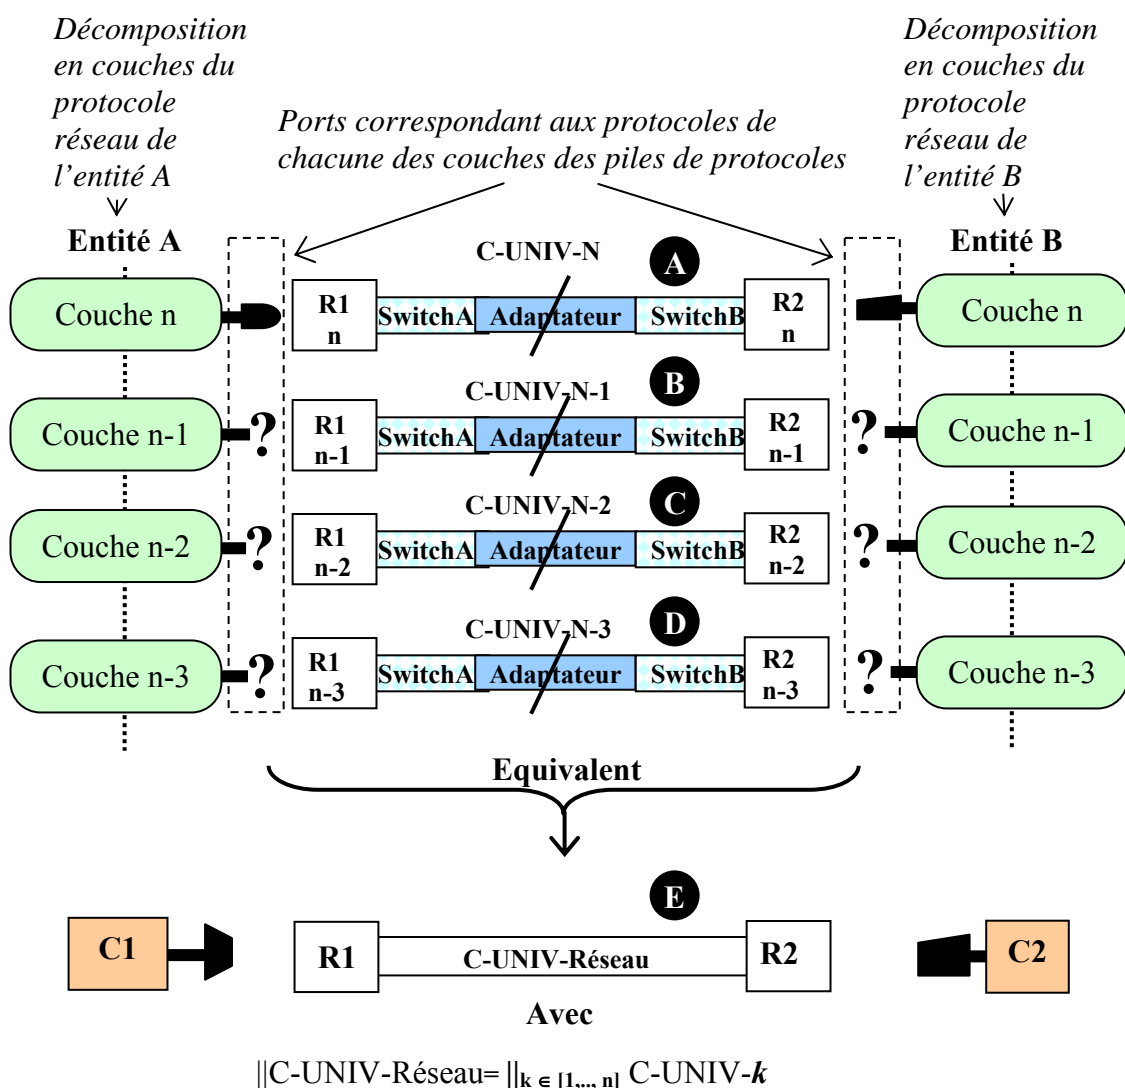 Décomposition
en couches du
protocole
réseau de
l’entité A
Décomposition
en couches du
protocole
réseau de
l’entité B
Ports correspondant aux protocoles de
chacune des couches des piles de protocoles
Entité A
Entité B
C-UNIV-N
A
Couche n
R1
n
SwitchA
Adaptateur
SwitchB
R2
n
Couche n
C-UNIV-N-1
B
Couche n-1
?
R1
n-1
SwitchA
Adaptateur
SwitchB
R2
n-1
?
Couche n-1
C-UNIV-N-2
C
Couche n-2
?
R1
n-2
SwitchA
Adaptateur
SwitchB
R2
n-2
?
Couche n-2
C-UNIV-N-3
D
Couche n-3
?
R1
n-3
SwitchA
Adaptateur
SwitchB
R2
n-3
?
Couche n-3
Equivalent
E
C1
R1
C-UNIV-Réseau
R2
C2
Avec
||C-UNIV-Réseau= ||k ∈ [1,.., n] C-UNIV-k